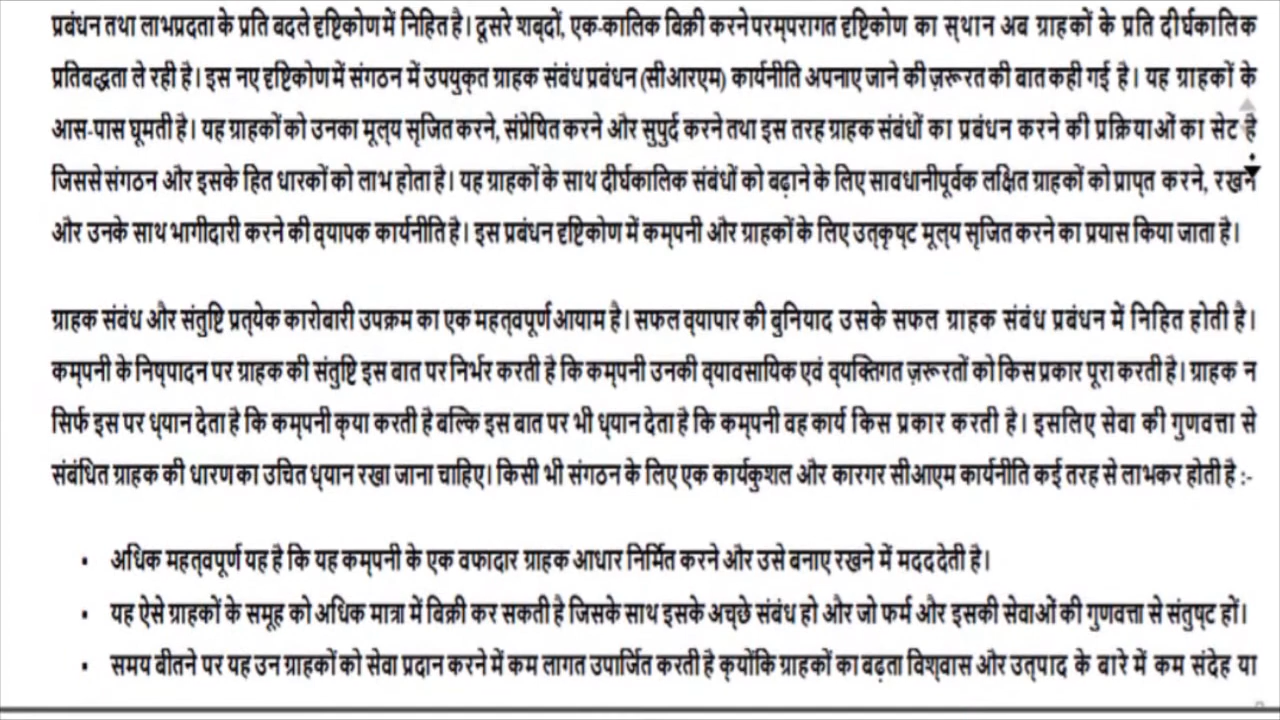 प्रबंधन तथा लाभप्रदता के प्रति बदले दृष्टिकोण में निहित है। दूसरे शब्दों, एक-कालिक बिक्री करने परम्परागत दृष्टिकोण का स्थान अब ग्राहकों के प्रति दीर्घकालिक
प्रतिबद्धता ले रही है। इस नए दृष्टिकोण में संगठन में उपयुक्त ग्राहक संबंध प्रबंधन (सीआरएम) कार्यनीति अपनाए जाने की ज़रूरत की बात कही गई है। यह ग्राहकों के
आस-पास घूमती है। यह ग्राहकों को उनका मूल्य सृजित करने, संप्रेषित करने और सुपुर्द करने तथा इस तरह ग्राहक संबंधों का प्रबंधन करने की प्रक्रियाओं का सेट है
जिससे संगठन और इसके हित धारकों को लाभ होता है। यह ग्राहकों के साथ दीर्घकालिक संबंधों को बढ़ाने के लिए सावधानीपूर्वक लक्षित ग्राहकों को प्राप्त करने, रखने
और उनके साथ भागीदारी करने की व्यापक कार्यनीति है। इस प्रबंधन दृष्टिकोण में कम्पनी और ग्राहकों के लिए उत्कृष्ट मूल्य सृजित करने का प्रयास किया जाता है।
ग्राहक संबंध और संतुष्टि प्रत्येक कारोबारी उपक्रम का एक महत्वपूर्ण आयाम है। सफल व्यापार की बुनियाद उसके सफल ग्राहक संबंध प्रबंधन में निहित होती है।
कम्पनी के निष्पादन पर ग्राहक की संतुष्टि इस बात पर निर्भर करती है कि कम्पनी उनकी व्यावसायिक एवं व्यक्तिगत ज़रूरतों को किस प्रकार पूरा करती है। ग्राहक न
सिर्फ इस पर ध्यान देता है कि कम्पनी क्या करती है बल्कि इस बात पर भी ध्यान देता है कि कम्पनी वह कार्य किस प्रकार करती है। इसलिए सेवा की गुणवत्ता से
संबंधित ग्राहक की धारण का उचित ध्यान रखा जाना चाहिए। किसी भी संगठन के लिए एक कार्यकुशल और कारगर सीआएम कार्यनीति कई तरह से लाभकर होती है :-
▪ अधिक महत्वपूर्ण यह है कि यह कम्पनी के एक वफादार ग्राहक आधार निर्मित करने और उसे बनाए रखने में मदद देती है।
▪ यह ऐसे ग्राहकों के समूह को अधिक मात्रा में बिक्री कर सकती है जिसके साथ इसके अच्छे संबंध हो और जो फर्म और इसकी सेवाओं की गुणवत्ता से संतुष्ट हों।
▪ समय बीतने पर यह उन ग्राहकों को सेवा प्रदान करने में कम लागत उपार्जित करती है क्योंकि ग्राहकों का बढ़ता विश्वास और उत्पाद के बारे में कम संदेह या